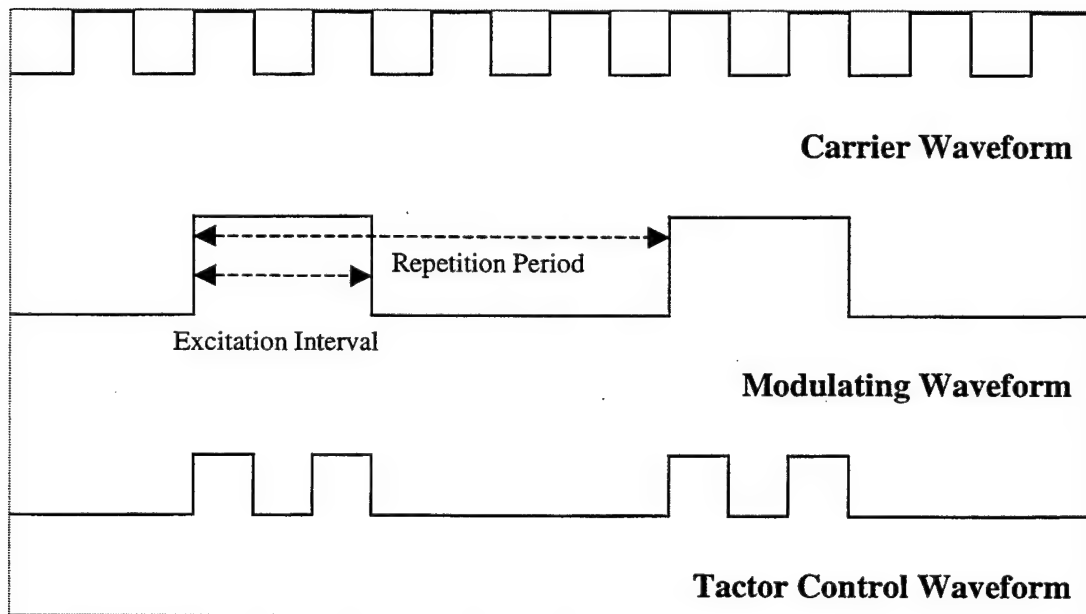 Carrier Waveform
Repetition Period
Excitation Interval
Modulating Waveform
Tactor Control Waveform